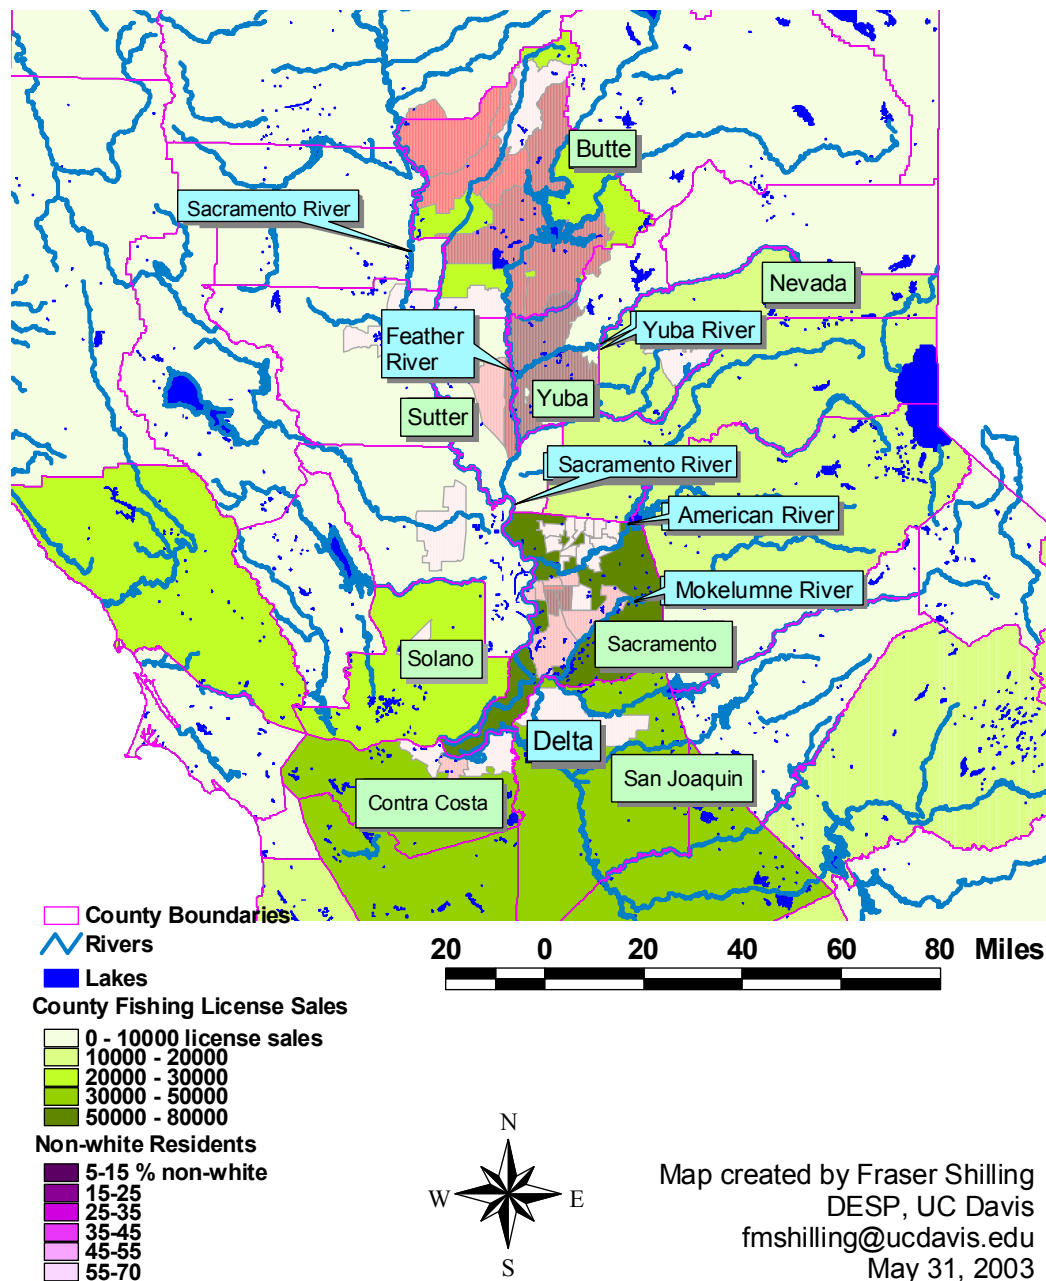 Butte
Sacramento River
Nevada
Feather
River
Yuba River
Yuba
Sutter
Sacramento River
American River
Mokelumne River
Sacramento
Solano
Delta
San Joaquin
Contra Costa
County Boundaries
Rivers
Lakes
20 0 20 40 60 80 Miles
County Fishing License Sales
0 - 10000 license sales
10000 - 20000
20000 - 30000
30000 - 50000
50000 - 80000
Non-white Residents
5-15 % non-white
15-25
25-35
35-45
45-55
55-70
N
W E
S
Map created by Fraser Shilling
DESP, UC Davis
fmshilling@ucdavis.edu
May 31, 2003